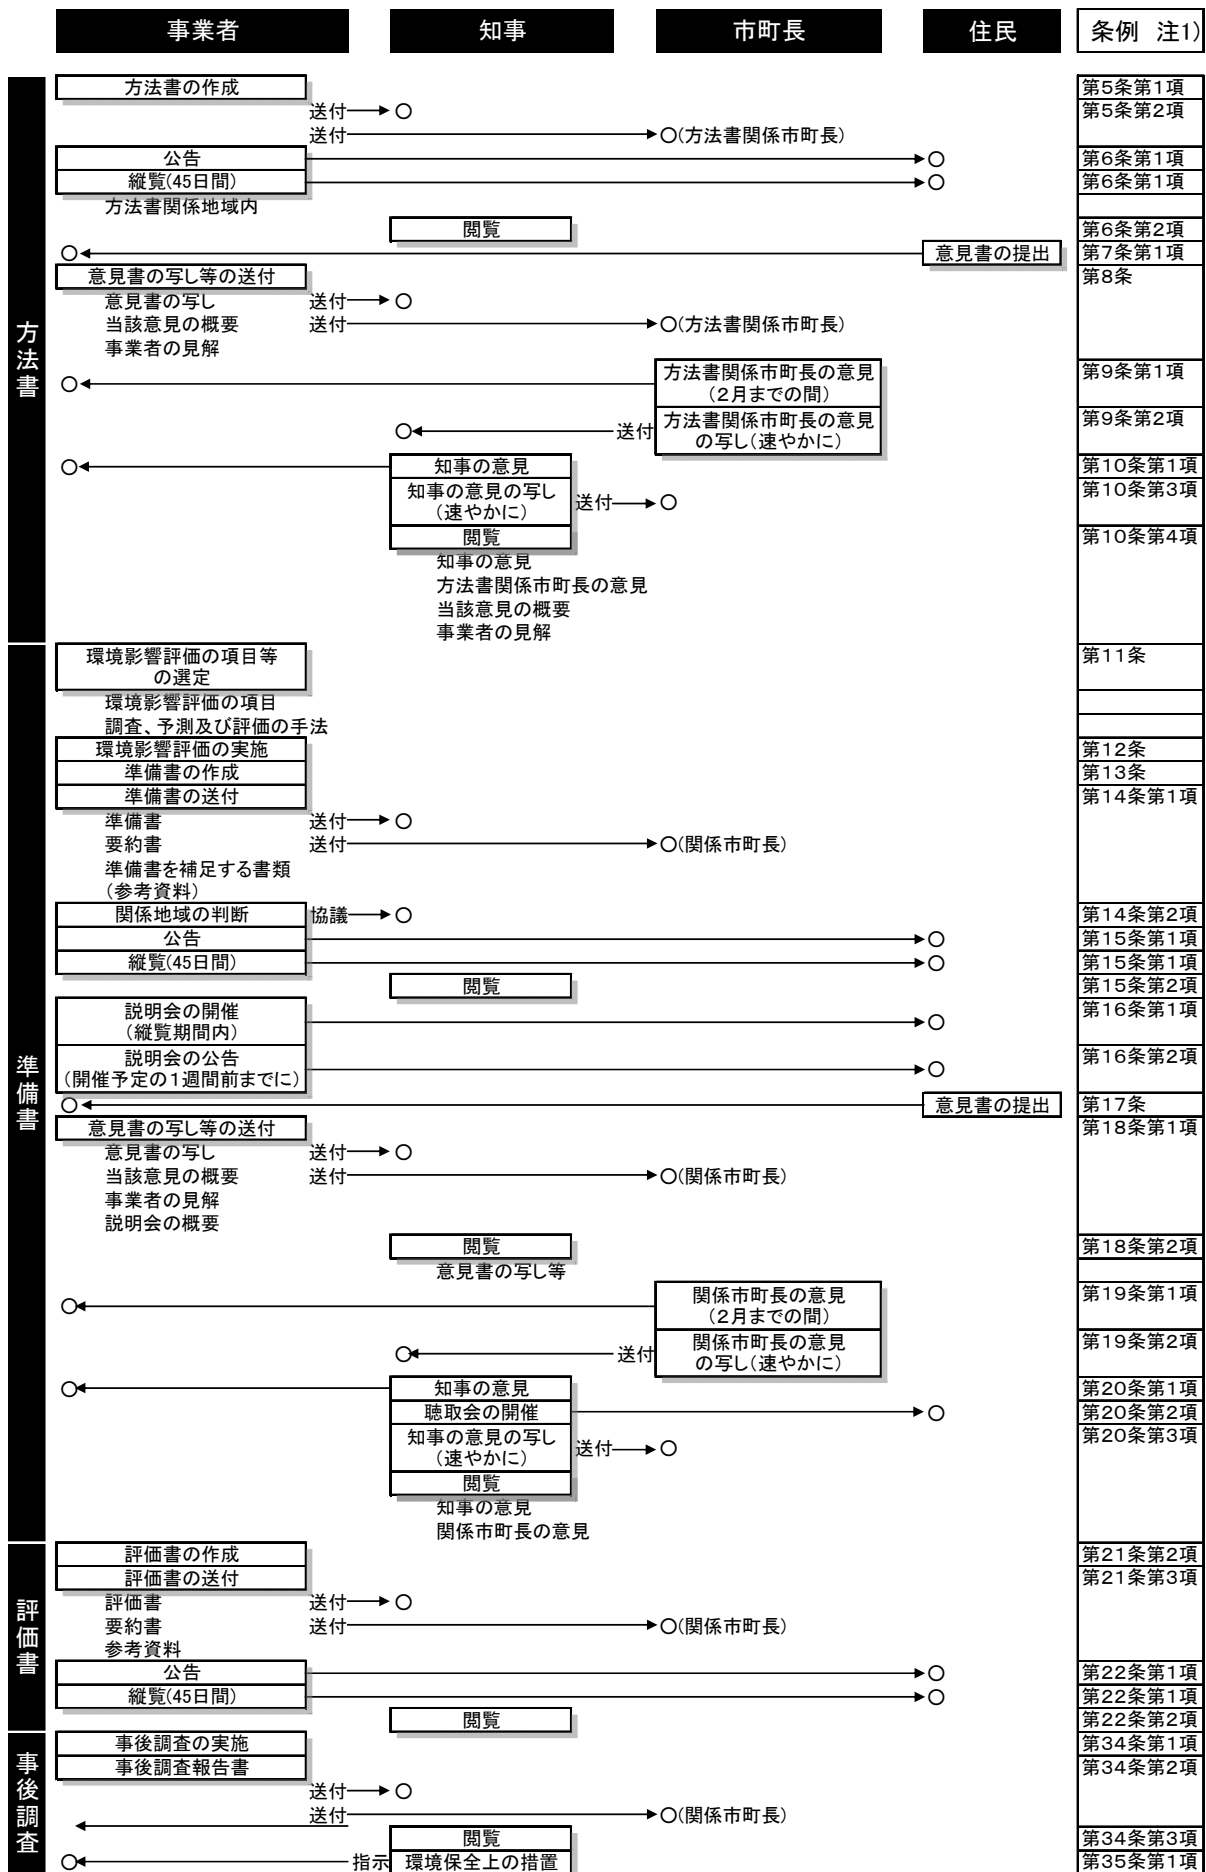 事業者 知事 市町長 住民 条例 注1)
方法書
方法書の作成 第5条第1項
送付 第5条第2項
送付 (方法書関係市町長)
公告 第6条第1項
縦覧(45日間) 第6条第1項
方法書関係地域内
閲覧 第6条第2項
意見書の提出 第7条第1項
意見書の写し等の送付 第8条
意見書の写し 送付
当該意見の概要 送付 (方法書関係市町長)
事業者の見解
方法書関係市町長の意見 第9条第1項
(2月までの間)
送付 方法書関係市町長の意見 第9条第2項
の写し(速やかに)
知事の意見 第10条第1項
知事の意見の写し 送付 第10条第3項
(速やかに)
閲覧 第10条第4項
知事の意見
方法書関係市町長の意見
当該意見の概要
事業者の見解
準備書
環境影響評価の項目等 第11条
の選定
環境影響評価の項目
調査、予測及び評価の手法
環境影響評価の実施 第12条
準備書の作成 第13条
準備書の送付 第14条第1項
準備書 送付
要約書 送付 (関係市町長)
準備書を補足する書類
(参考資料)
関係地域の判断 協議 第14条第2項
公告 第15条第1項
縦覧(45日間) 第15条第1項
閲覧 第15条第2項
説明会の開催 第16条第1項
(縦覧期間内)
説明会の公告 第16条第2項
(開催予定の1週間前までに)
意見書の提出 第17条
意見書の写し等の送付 第18条第1項
意見書の写し 送付
当該意見の概要 送付 (関係市町長)
事業者の見解
説明会の概要
閲覧 第18条第2項
意見書の写し等
関係市町長の意見 第19条第1項
(2月までの間)
送付 関係市町長の意見 第19条第2項
の写し(速やかに)
知事の意見 第20条第1項
聴取会の開催 第20条第2項
知事の意見の写し 送付 第20条第3項
(速やかに)
閲覧
知事の意見
関係市町長の意見
評価書
評価書の作成 第21条第2項
評価書の送付 第21条第3項
評価書 送付
要約書 送付 (関係市町長)
参考資料
公告 第22条第1項
縦覧(45日間) 第22条第1項
閲覧 第22条第2項
事後調査
事後調査の実施 第34条第1項
事後調査報告書 第34条第2項
送付
送付 (関係市町長)
閲覧 第34条第3項
指示 環境保全上の措置 第35条第1項